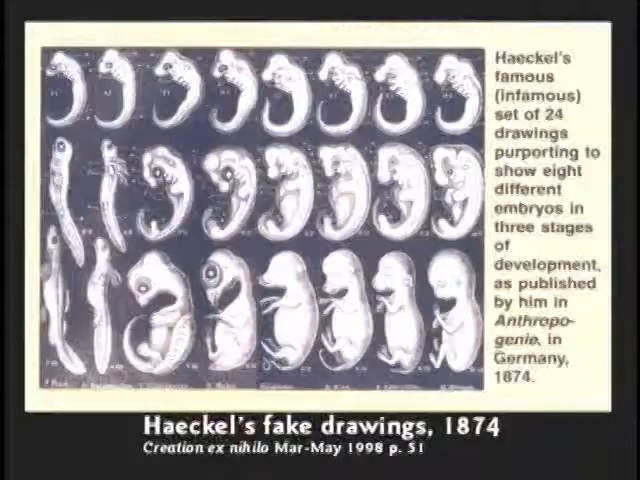 Haeckel's
famous
(infamous)
set of 24
drawings
purporting to
show eight
different
embryos in
three stages
of
development,
as published
by him in
Anthropo-
genie, in
Germany,
1874.
Haeckel's fake drawings, 1874
Creation ex nihilo Mar-May 1998 p. 51